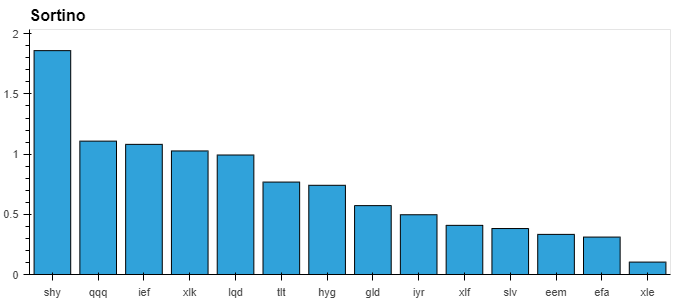 Sortino
2
1.5
1
0.5
0
shy qqq ief xlk lqd tlt hyg gld iyr xlf slv eem efa xle